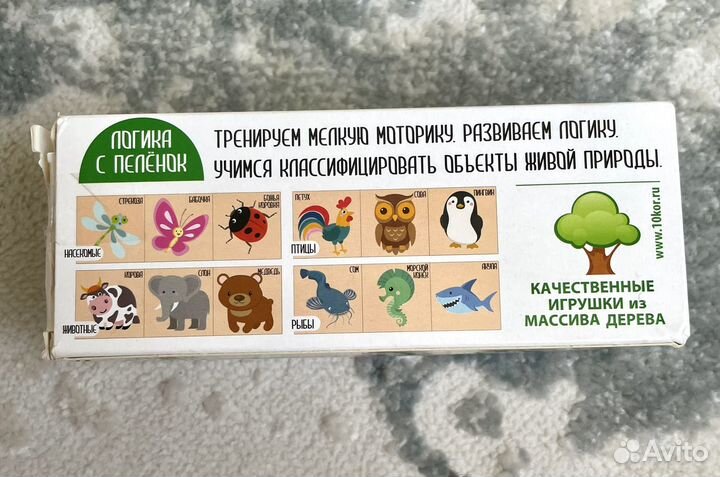 ЛОГИКА
С ПЕЛЁНОК
ТРЕНИРУЕМ МЕЛКУЮ МОТОРИКУ. РАЗВИВАЕМ ЛОГИКУ.
УЧИМСЯ КЛАССИФИЦИРОВАТЬ ОБЪЕКТЫ ЖИВОЙ ПРИРОДЫ.
СТРЕКОЗА
БАБОЧКА
БОЖЬЯ
КОРОВКА
НАСЕКОМЫЕ
ПЕТУХ
СОВА
ПИНГВИН
ПТИЦЫ
КОРОВА
СЛОН
МЕДВЕДЬ
ЖИВОТНЫЕ
СОМ
МОРСКОЙ
КОНЁК
АКУЛА
РЫБЫ
www.10kor.ru
КАЧЕСТВЕННЫЕ
ИГРУШКИ из
МАССИВА ДЕРЕВА
Avito